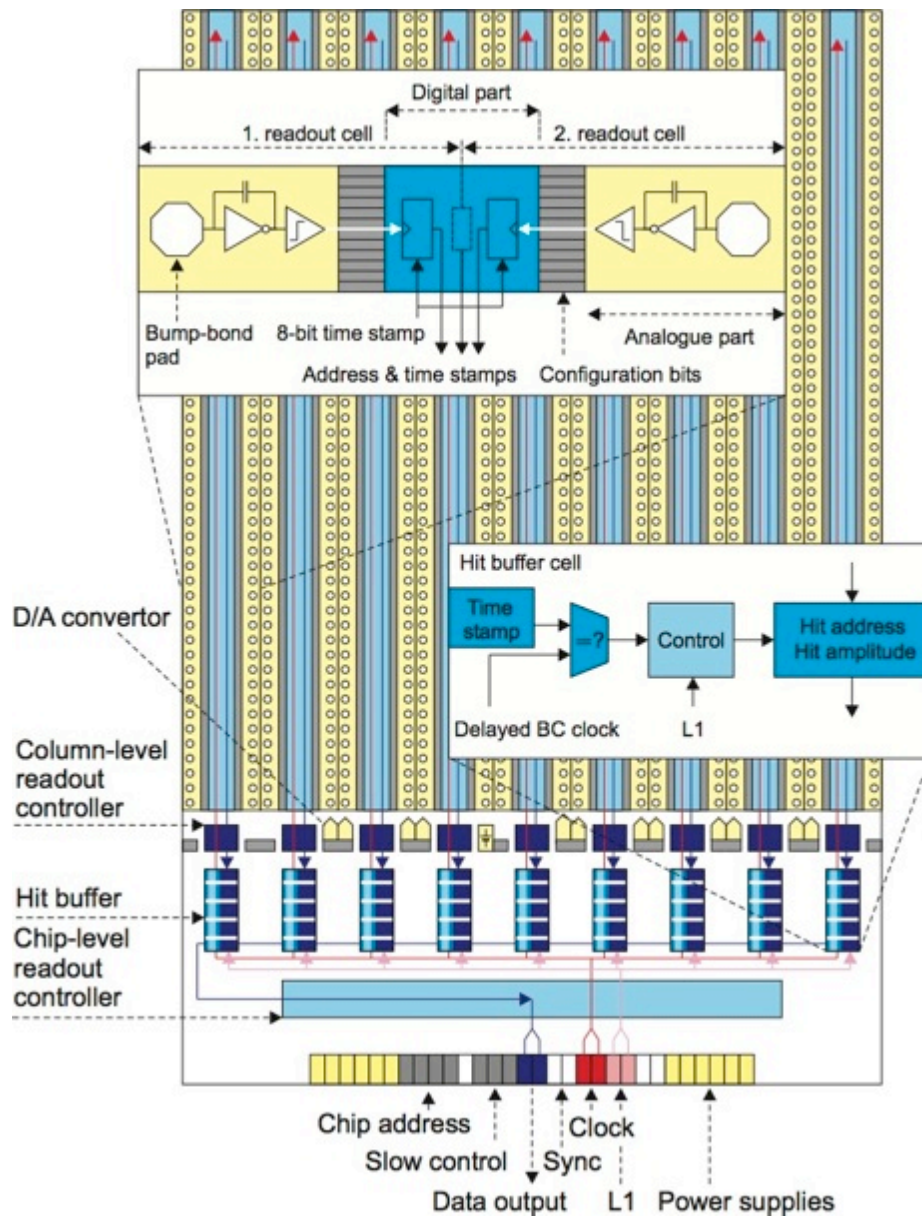 Digital part
1. readout cell
2. readout cell
Bump-bond
pad
8-bit time stamp
Analogue part
Address & time stamps
Configuration bits
Hit buffer cell
Time
stamp
=?
Control
Hit address
Hit amplitude
Delayed BC clock
L1
D/A convertor
Column-level
readout
controller
Hit buffer
Chip-level
readout
controller
Chip address
Clock
Slow control
Sync
Data output
L1
Power supplies